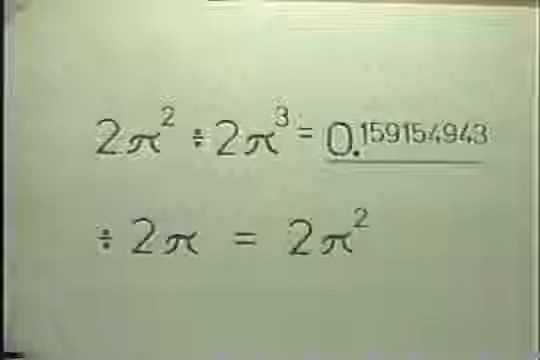 2π² ÷ 2π³ = 0.159154943
÷ 2π = 2π²